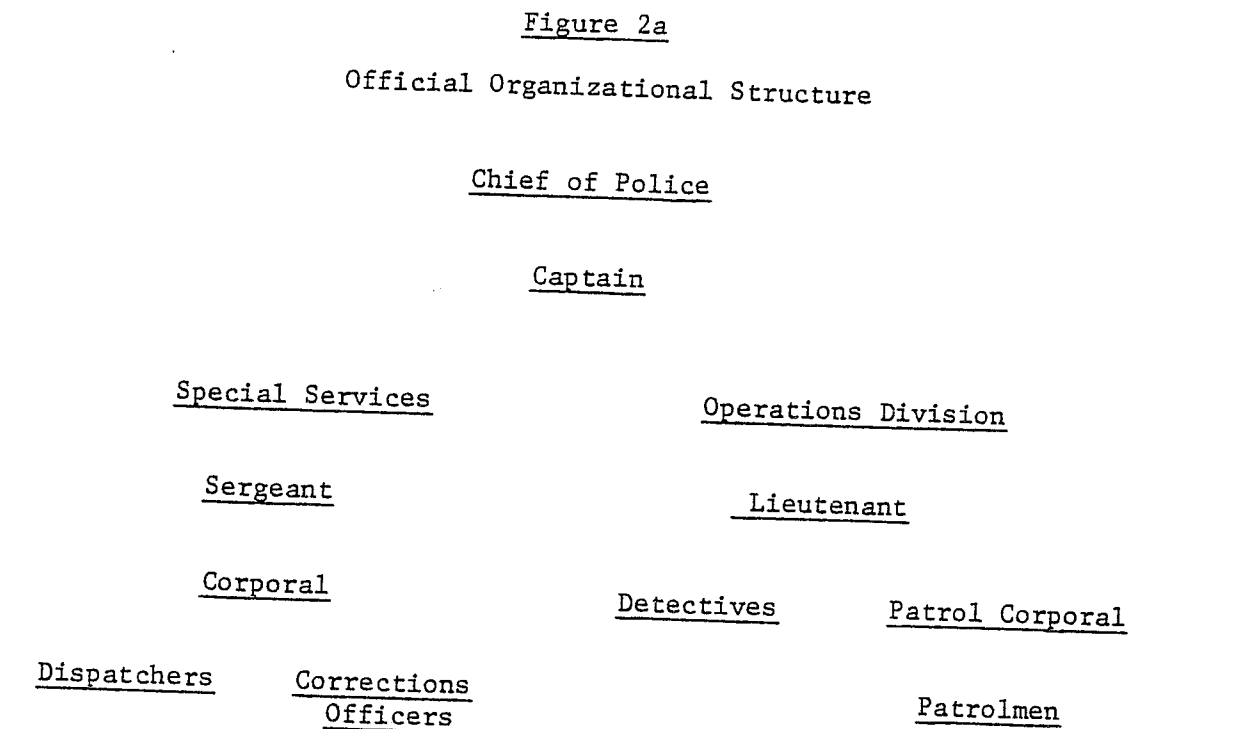 Figure 2a
Official Organizational Structure
Chief of Police
Captain
Special Services
Operations Division
Sergeant
Lieutenant
Corporal
Detectives
Patrol Corporal
Dispatchers
Corrections
Officers
Patrolmen